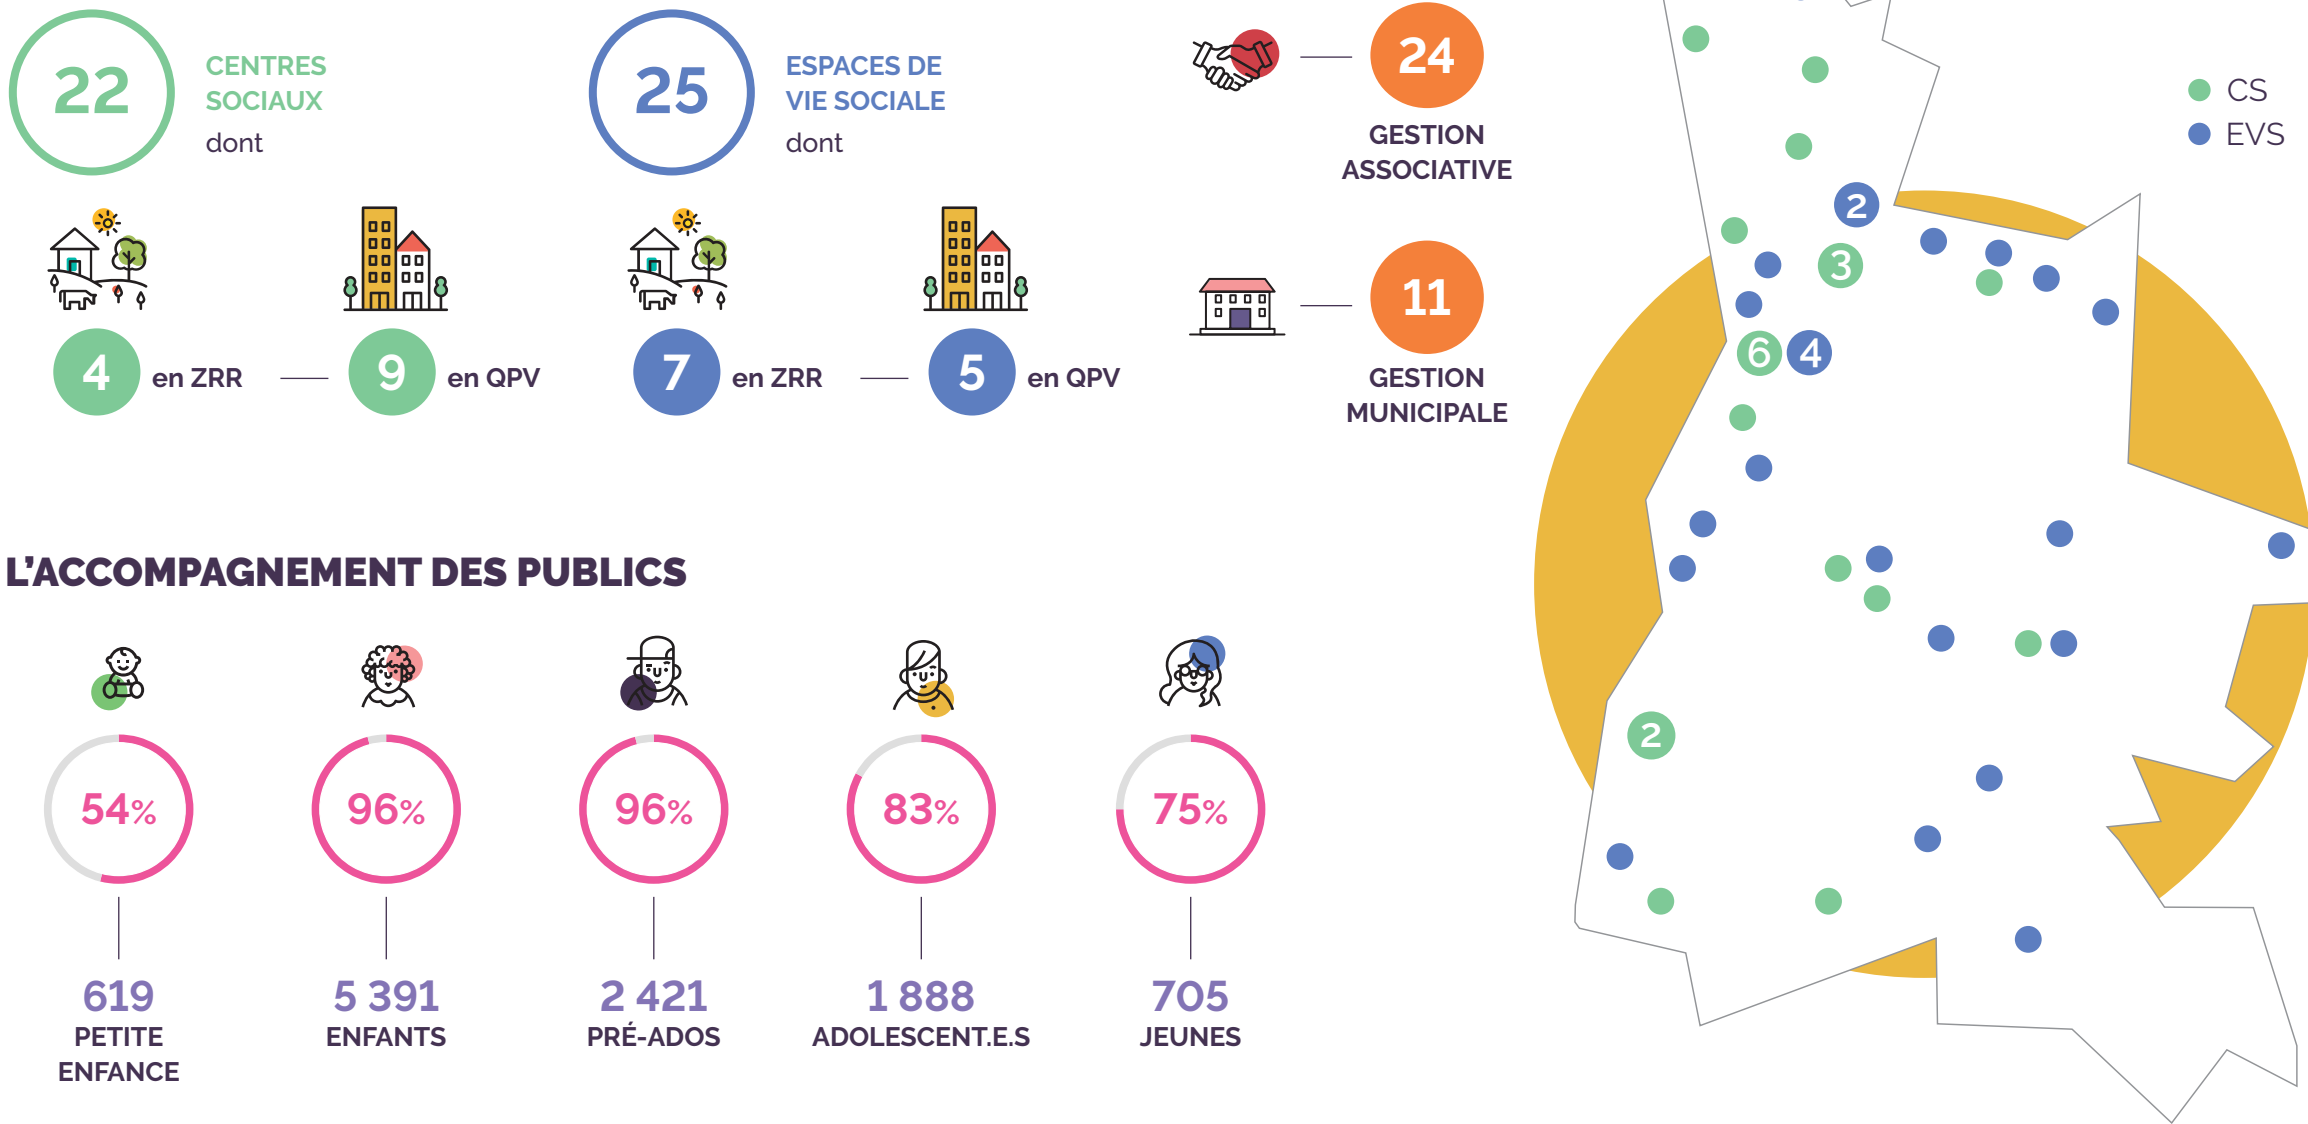 22
CENTRES
SOCIAUX
dont
4 en ZRR
9 en QPV
25
ESPACES DE
VIE SOCIALE
dont
7 en ZRR
5 en QPV
24
GESTION
ASSOCIATIVE
11
GESTION
MUNICIPALE
CS
EVS
2
3
6 4
2
L’ACCOMPAGNEMENT DES PUBLICS
54%
619
PETITE
ENFANCE
96%
5 391
ENFANTS
96%
2 421
PRÉ-ADOS
83%
1 888
ADOLESCENT.E.S
75%
705
JEUNES